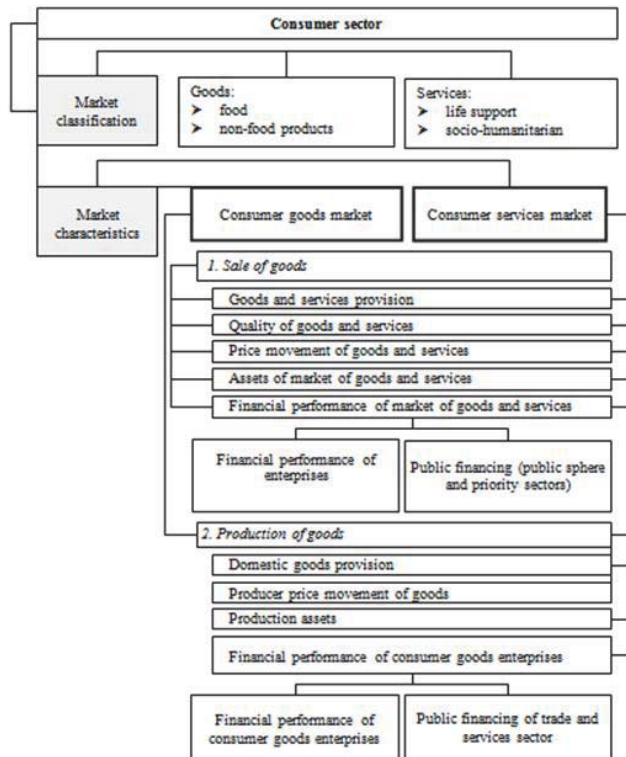 Consumer sector
Market
classification
Goods:
➤ food
➤ non-food products
Services:
➤ life support
➤ socio-humanitarian
Market
characteristics
Consumer goods market
Consumer services market
1. Sale of goods
Goods and services provision
Quality of goods and services
Price movement of goods and services
Assets of market of goods and services
Financial performance of market of goods and services
Financial performance of
enterprises
Public financing (public sphere
and priority sectors)
2. Production of goods
Domestic goods provision
Producer price movement of goods
Production assets
Financial performance of consumer goods enterprises
Financial performance of
consumer goods enterprises
Public financing of trade and
services sector